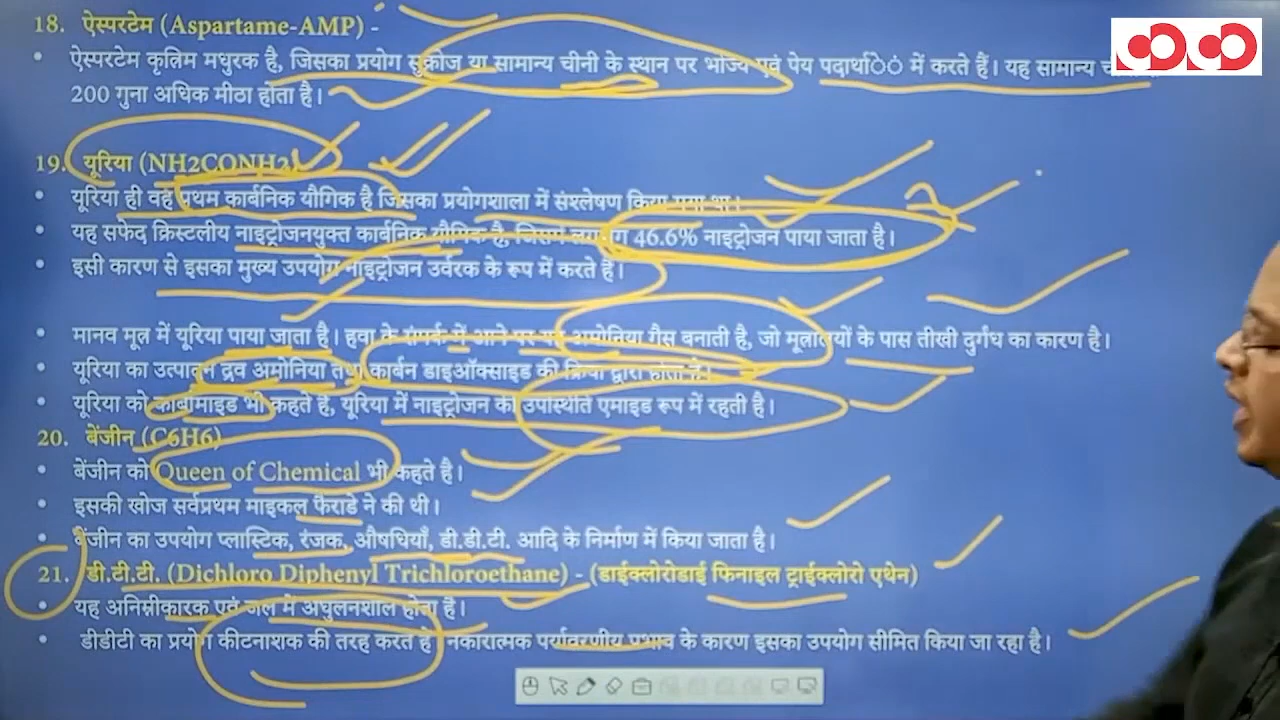 18. ऐस्परटेम (Aspartame-AMP) -
• ऐस्परटेम कृत्रिम मधुरक है, जिसका प्रयोग सुक्रोज या सामान्य चीनी के स्थान पर भोज्य एवं पेय पदार्थाों में करते हैं। यह सामान्य
200 गुना अधिक मीठा होता है।
19. यूरिया (NH2CONH2)
• यूरिया ही वह प्रथम कार्बनिक यौगिक है जिसका प्रयोगशाला में संश्लेषण किया गया था।
• यह सफेद क्रिस्टलीय नाइट्रोजनयुक्त कार्बनिक यौगिक है, जिसमें लगभग 46.6% नाइट्रोजन पाया जाता है।
• इसी कारण से इसका मुख्य उपयोग नाइट्रोजन उर्वरक के रूप में करते हैं।
• मानव मूत्र में यूरिया पाया जाता है। हवा के संपर्क में आने पर यह अमोनिया गैस बनाती है, जो मूत्रालयों के पास तीखी दुर्गंध का कारण है।
• यूरिया का उत्पादन द्रव अमोनिया तथा कार्बन डाइऑक्साइड की क्रिया द्वारा होता है।
• यूरिया को कार्बामाइड भी कहते हैं, यूरिया में नाइट्रोजन की उपस्थिति एमाइड रूप में रहती है।
20. बेंजीन (C6H6)
• बेंजीन को Queen of Chemical भी कहते है।
• इसकी खोज सर्वप्रथम माइकल फैराडे ने की थी।
• बेंजीन का उपयोग प्लास्टिक, रंजक, औषधियाँ, डी.डी.टी. आदि के निर्माण में किया जाता है।
21. डी.टी.टी. (Dichloro Diphenyl Trichloroethane) - (डाईक्लोरोडाई फिनाइल ट्राईक्लोरो एथेन)
• यह अनिम्नीकारक एवं जल में अघुलनशील होता है।
• डीडीटी का प्रयोग कीटनाशक की तरह करते है। नकारात्मक पर्यावरणीय प्रभाव के कारण इसका उपयोग सीमित किया जा रहा है।